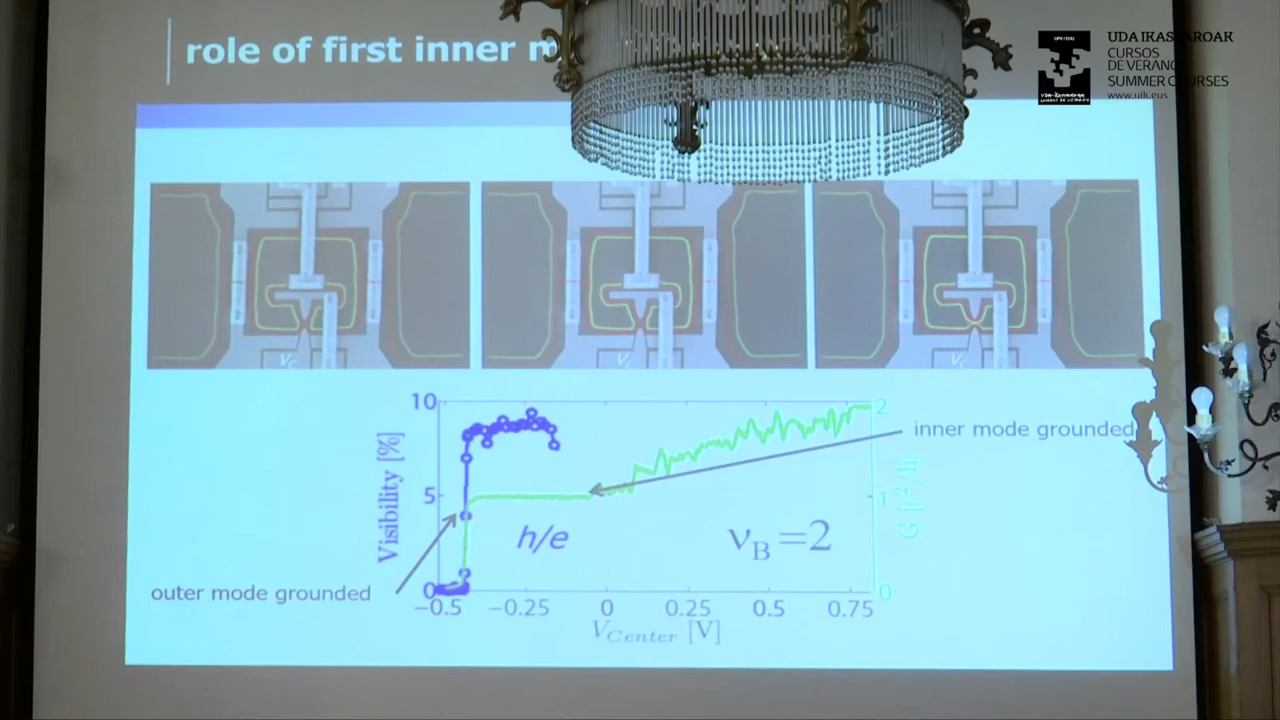 role of first inner m
UDA IKASTAROAK
CURSOS
DE VERANO
SUMMER COURSES
www.uik.eus
10
2
inner mode grounded
Visibility [%]
5
1
G [e²/h]
h/e
ν_B=2
outer mode grounded
0
0
−0.5
−0.25
0
0.25
0.5
0.75
V_Center [V]